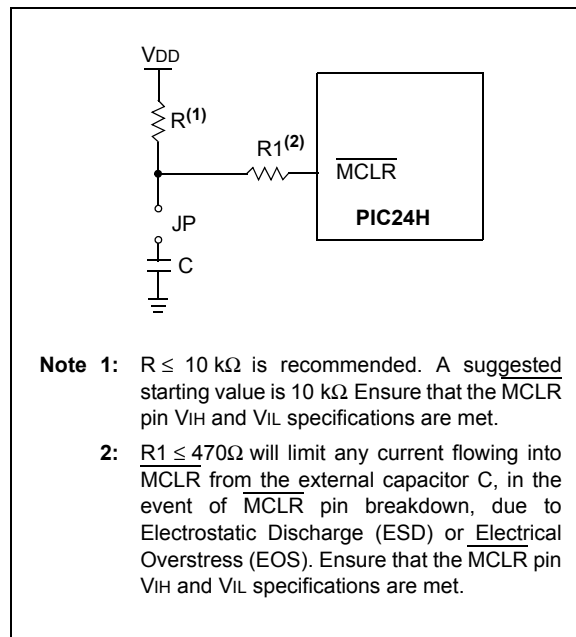 VDD
R(1)
R1(2)
MCLR
JP
PIC24H
C
Note 1: R ≤ 10 kΩ is recommended. A suggested
starting value is 10 kΩ Ensure that the MCLR
pin VIH and VIL specifications are met.
2: R1 ≤ 470Ω will limit any current flowing into
MCLR from the external capacitor C, in the
event of MCLR pin breakdown, due to
Electrostatic Discharge (ESD) or Electrical
Overstress (EOS). Ensure that the MCLR pin
VIH and VIL specifications are met.